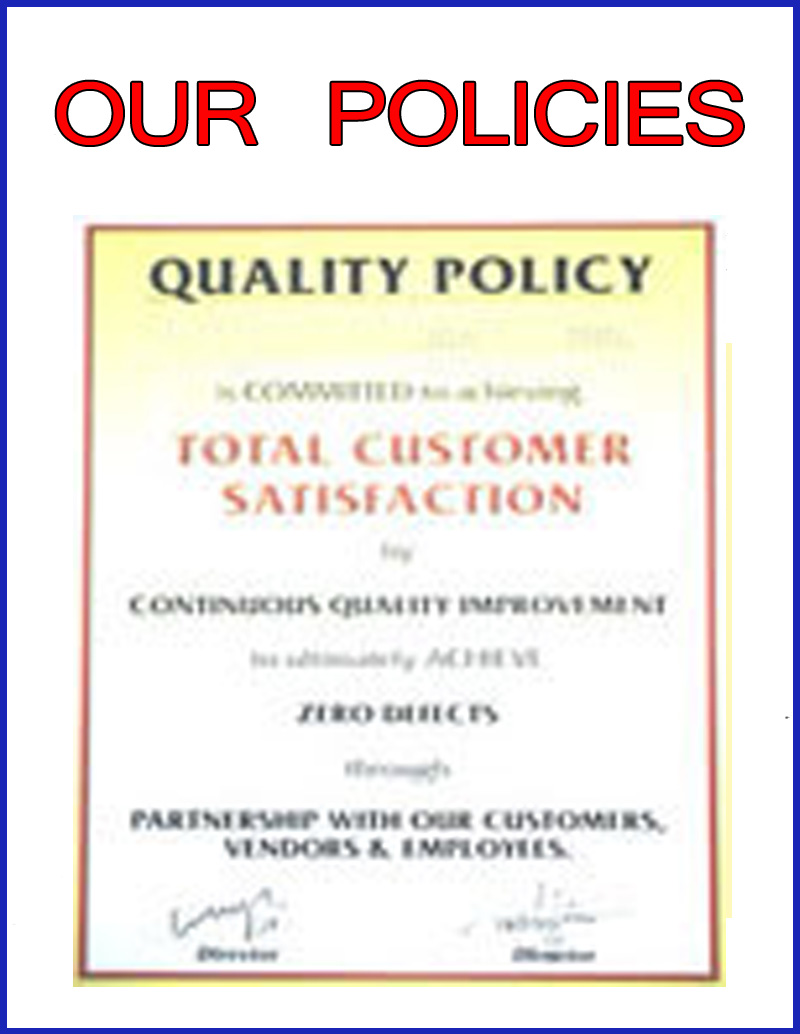 OUR POLICIES
QUALITY POLICY
is COMMITTED to achieving
TOTAL CUSTOMER
SATISFACTION
by
CONTINUOUS QUALITY IMPROVEMENT
to ultimately ACHIEVE
ZERO DEFECTS
through
PARTNERSHIP WITH OUR CUSTOMERS,
VENDORS & EMPLOYEES.
Director Director